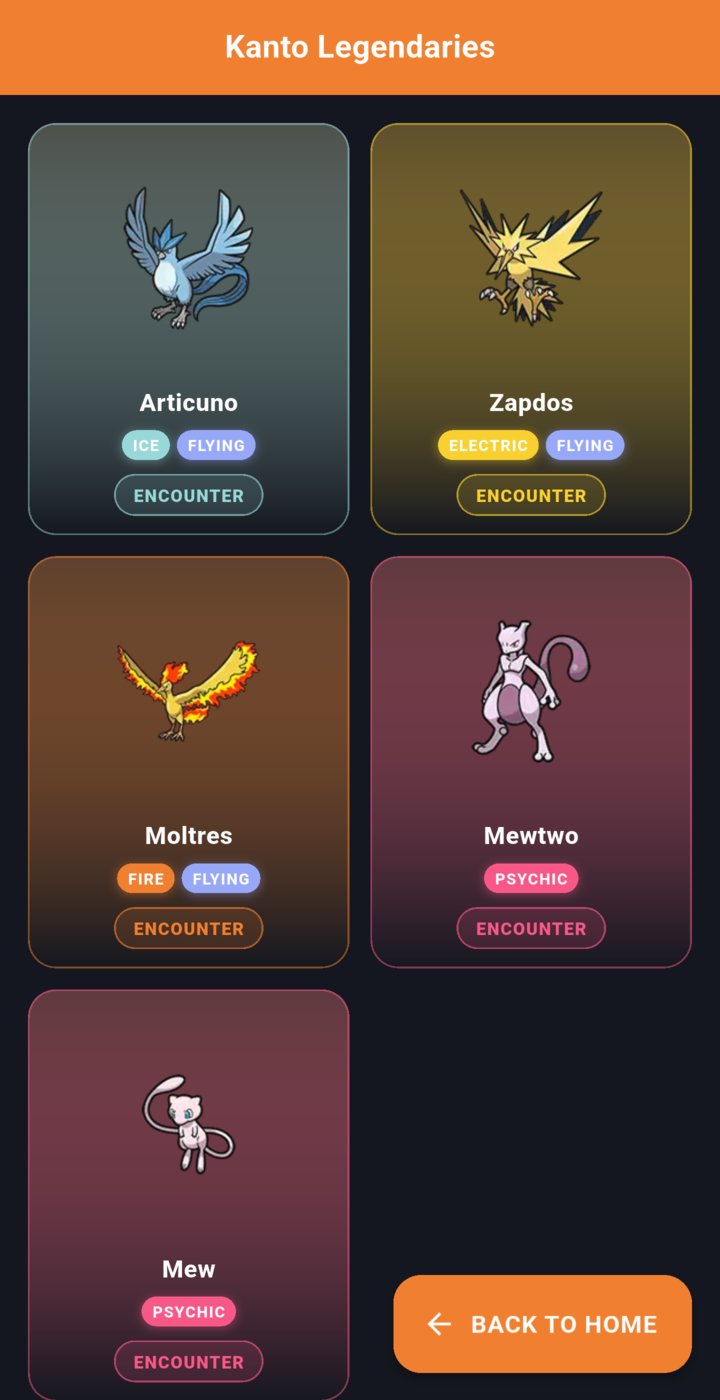 Kanto Legendaries
Articuno
ICE FLYING
ENCOUNTER
Zapdos
ELECTRIC FLYING
ENCOUNTER
Moltres
FIRE FLYING
ENCOUNTER
Mewtwo
PSYCHIC
ENCOUNTER
Mew
PSYCHIC
ENCOUNTER
BACK TO HOME